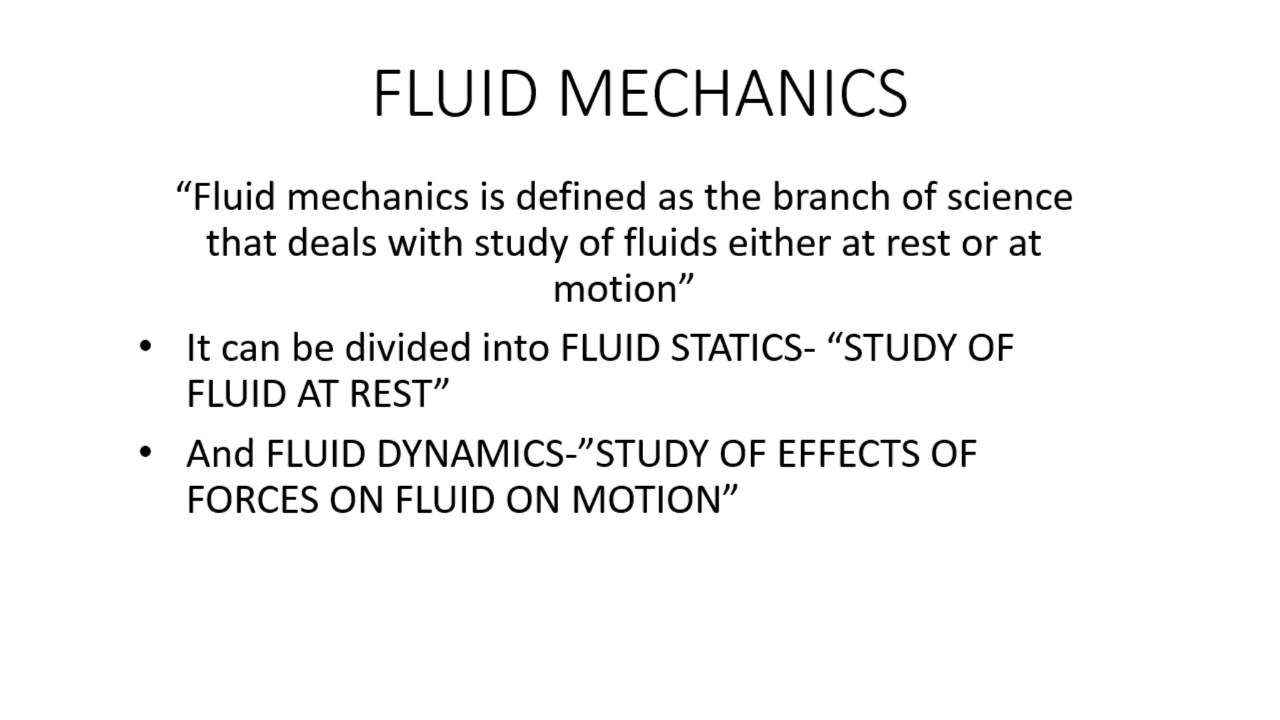 FLUID MECHANICS
“Fluid mechanics is defined as the branch of science
that deals with study of fluids either at rest or at
motion”
• It can be divided into FLUID STATICS- “STUDY OF
FLUID AT REST”
• And FLUID DYNAMICS-”STUDY OF EFFECTS OF
FORCES ON FLUID ON MOTION”